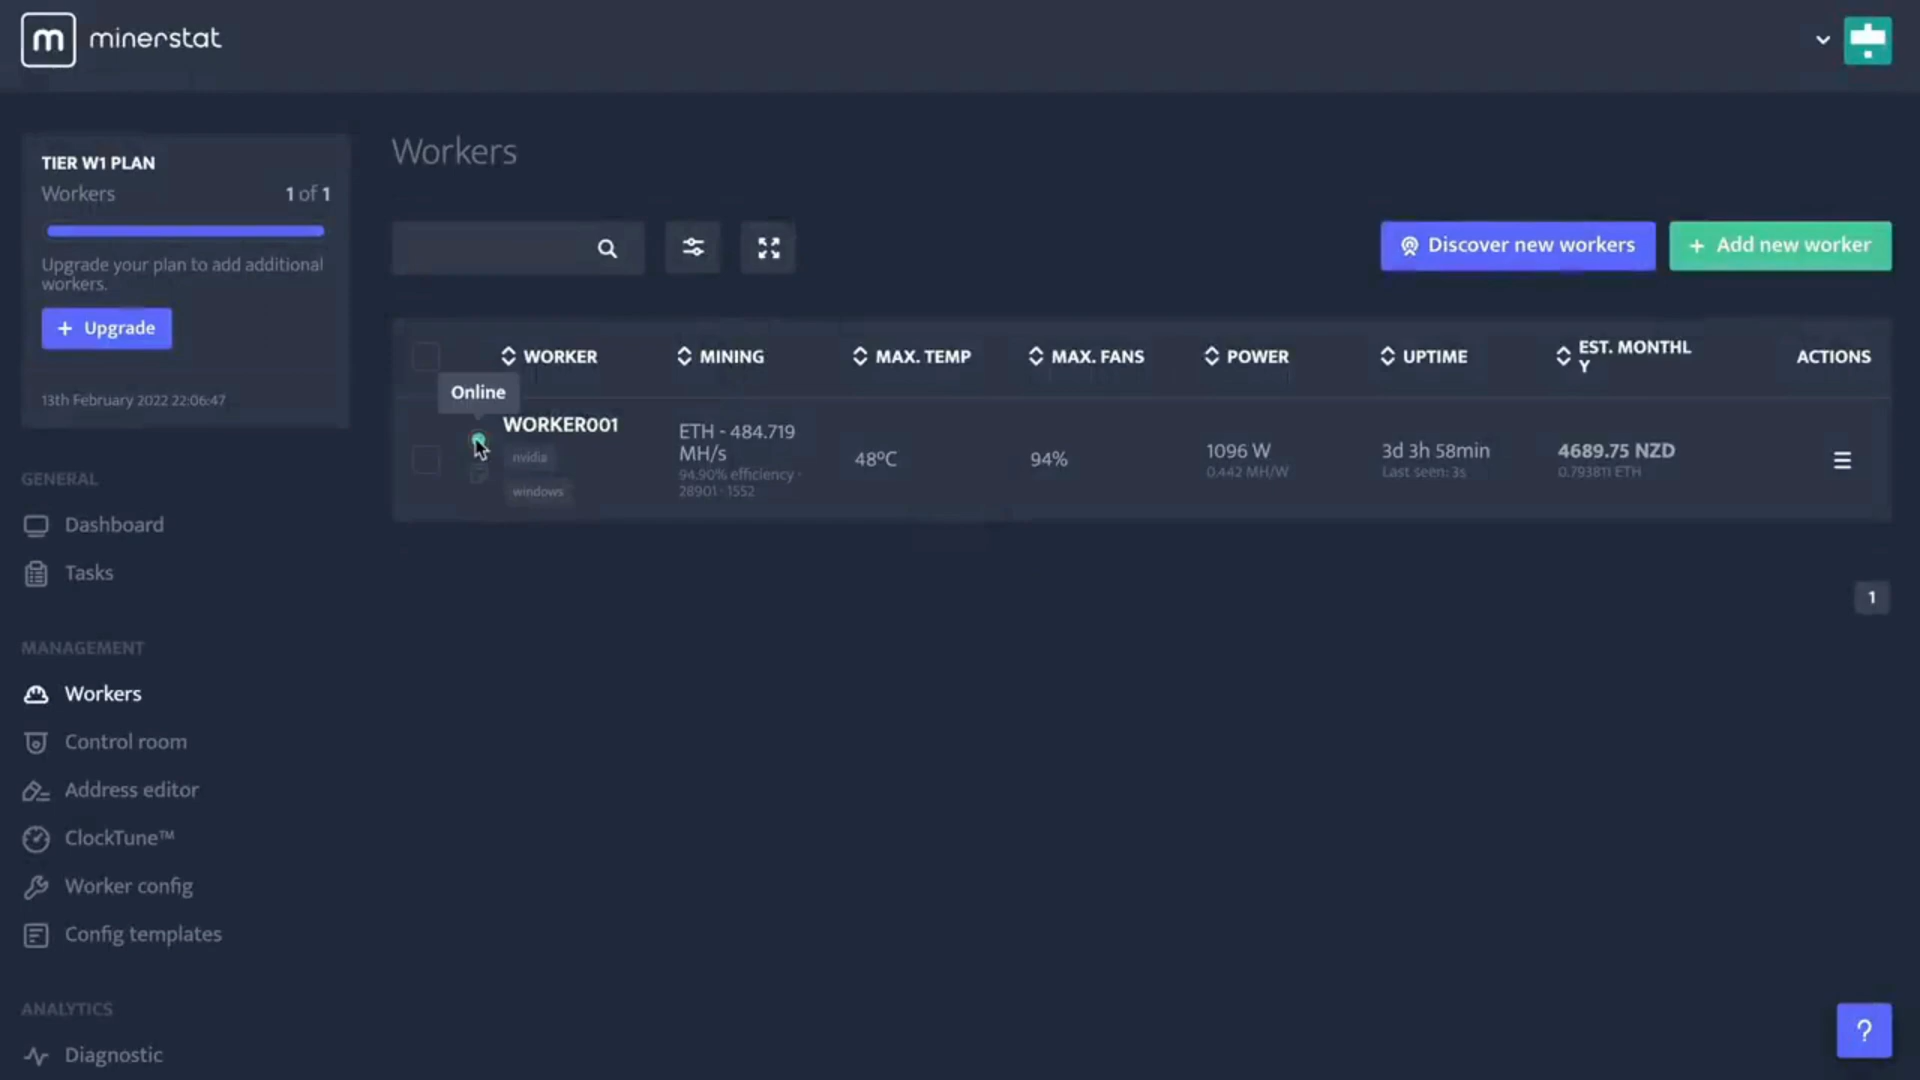 m minerstat
TIER W1 PLAN
Workers 1 of 1
Upgrade your plan to add additional
workers.
+ Upgrade
13th February 2022 22:06:47
GENERAL
Dashboard
Tasks
MANAGEMENT
Workers
Control room
Address editor
ClockTune™
Worker config
Config templates
ANALYTICS
Diagnostic
Workers
Discover new workers
+ Add new worker
WORKER MINING MAX. TEMP MAX. FANS POWER UPTIME EST. MONTHL
Y
ACTIONS
Online
WORKER001
nvidia
windows
ETH - 484.719
MH/s
94.90% efficiency ·
28901 · 1552
48°C
94%
1096 W
0.442 MH/W
3d 3h 58min
Last seen: 3s
4689.75 NZD
0.793811 ETH
1
?